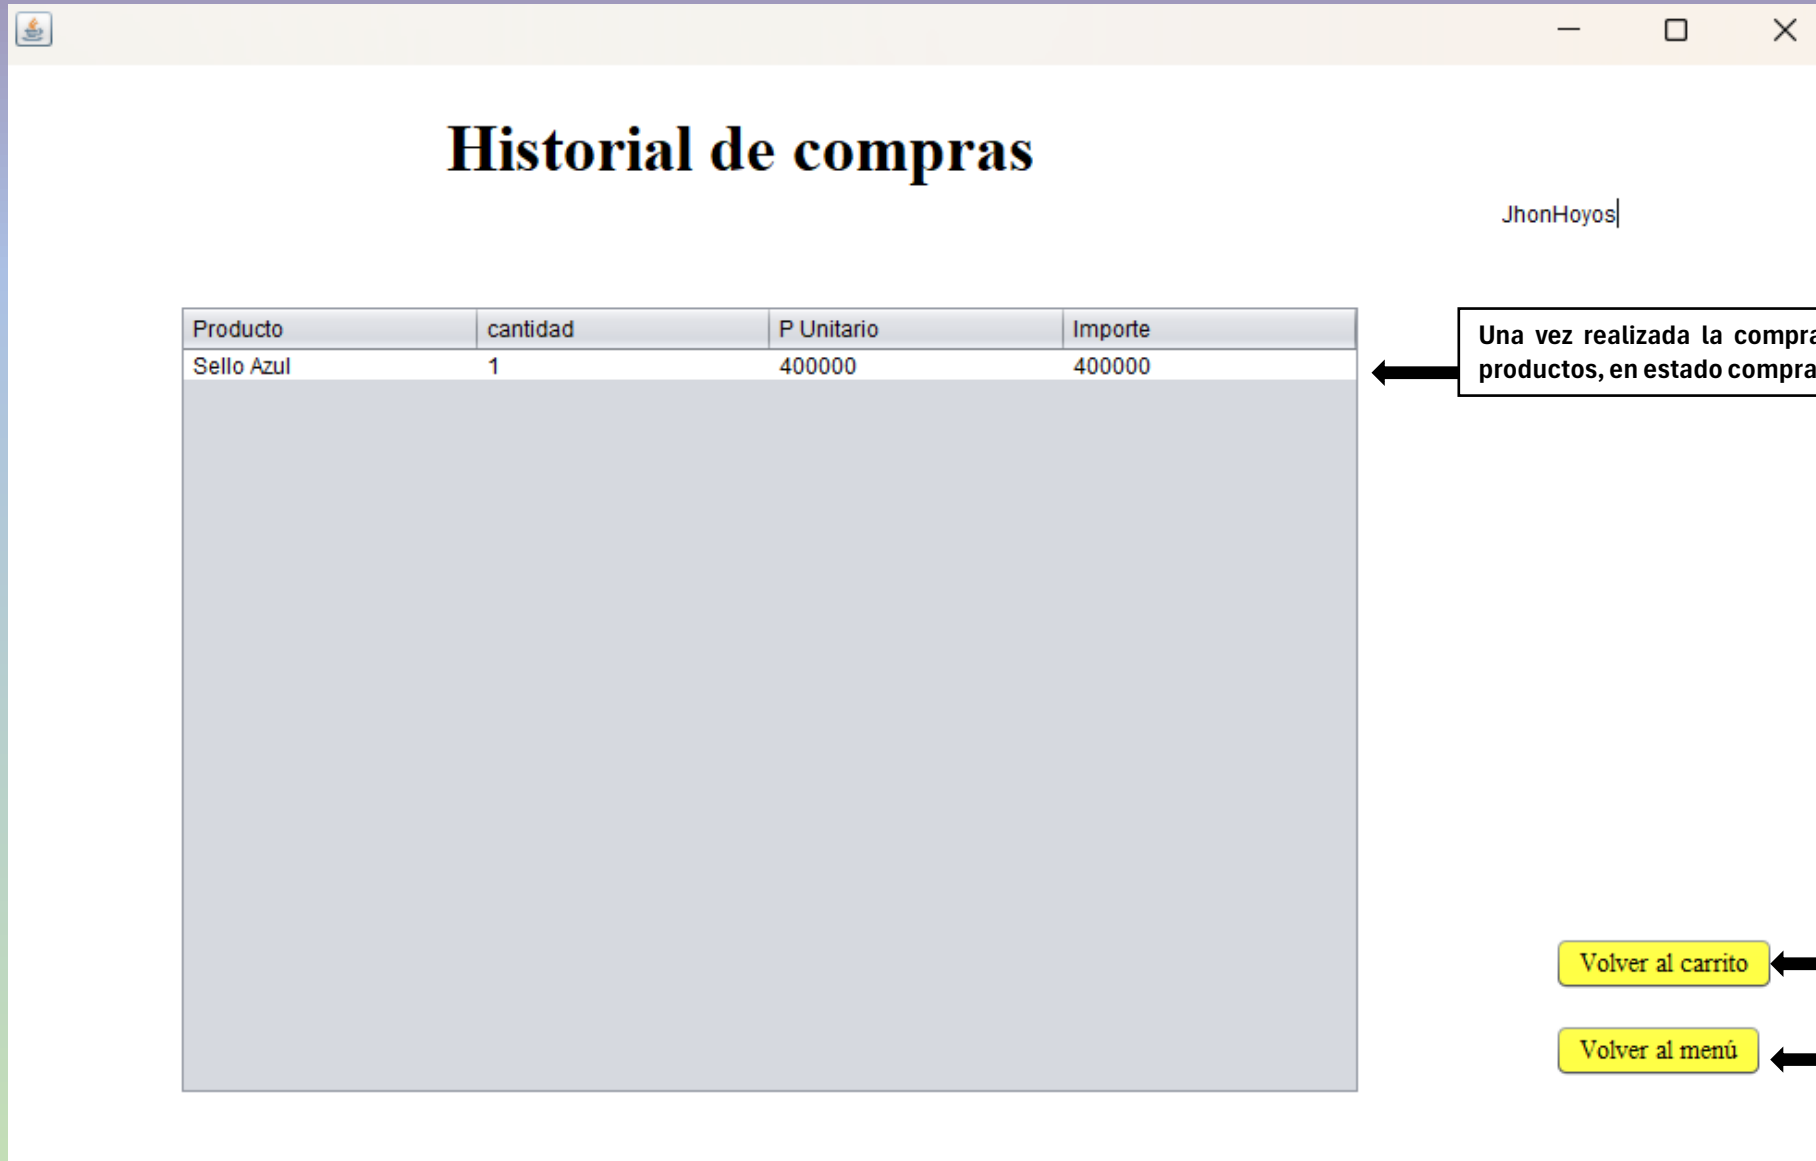 Historial de compras
JhonHoyos
Producto cantidad P Unitario Importe
Sello Azul 1 400000 400000
Una vez realizada la compra
productos, en estado compra
Volver al carrito
Volver al menú